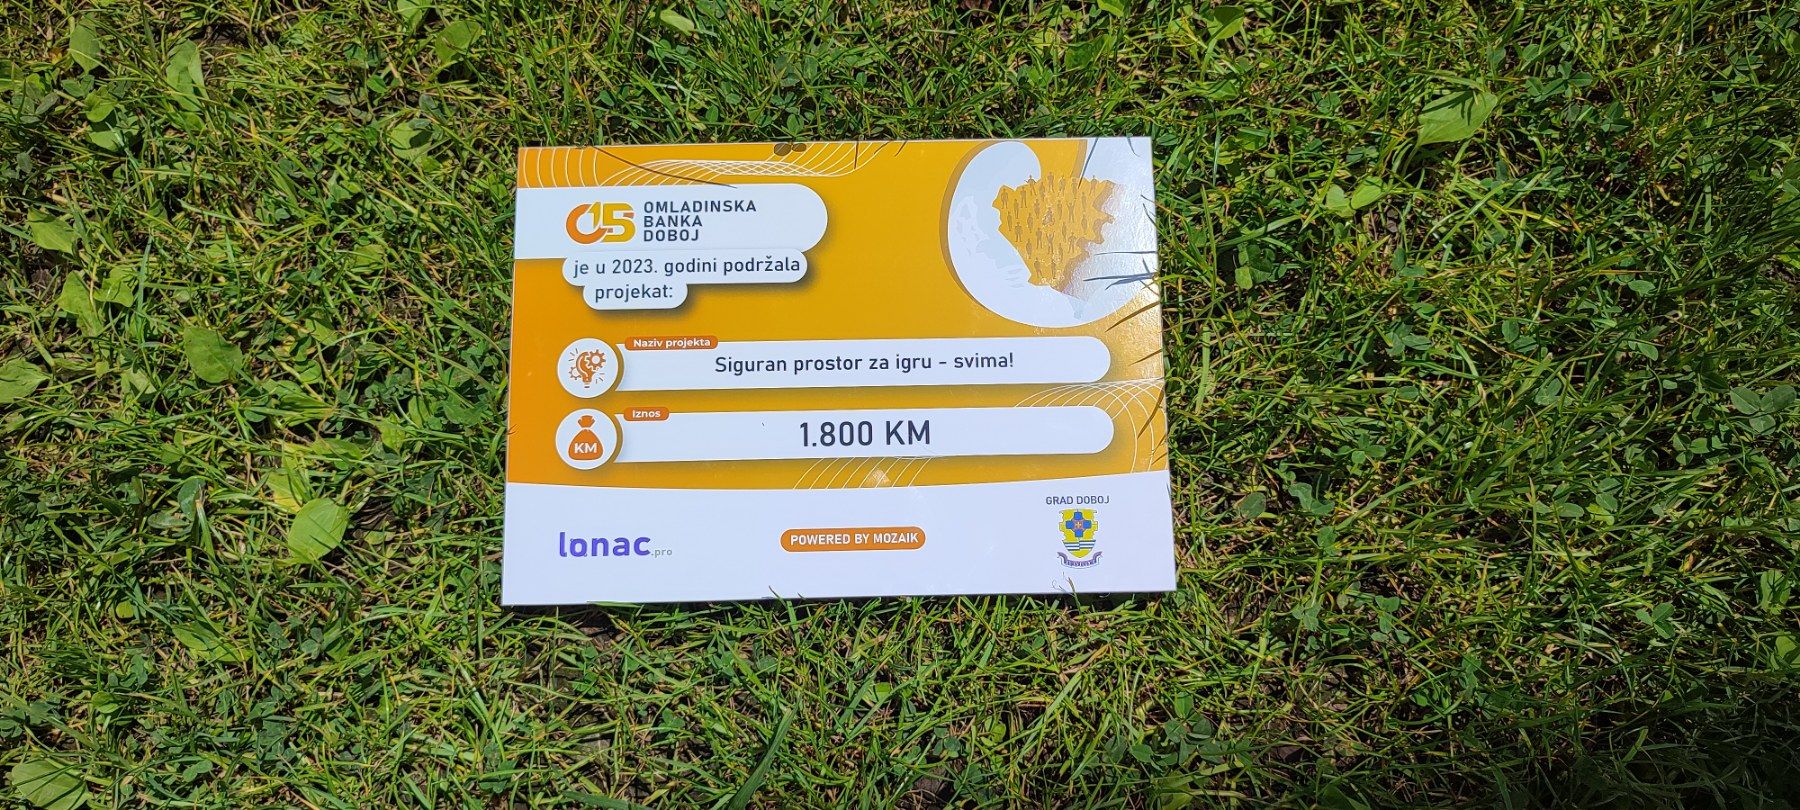 O15 OMLADINSKA
BANKA
DOBOJ
je u 2023. godini podržala
projekat:
Naziv projekta
Siguran prostor za igru - svima!
Iznos
KM
1.800 KM
GRAD DOBOJ
lonac.pro
POWERED BY MOZAIK